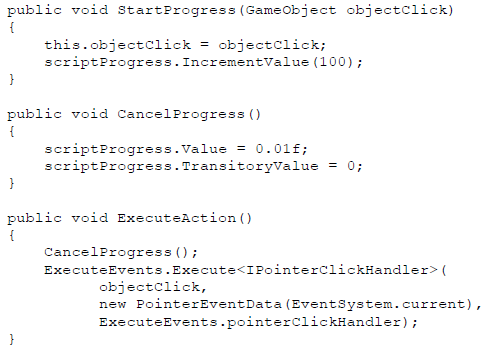 public void StartProgress(GameObject objectClick)
{
    this.objectClick = objectClick;
    scriptProgress.IncrementValue(100);
}

public void CancelProgress()
{
    scriptProgress.Value = 0.01f;
    scriptProgress.TransitoryValue = 0;
}

public void ExecuteAction()
{
    CancelProgress();
    ExecuteEvents.Execute<IPointerClickHandler>(
          objectClick,
          new PointerEventData(EventSystem.current),
          ExecuteEvents.pointerClickHandler);
}